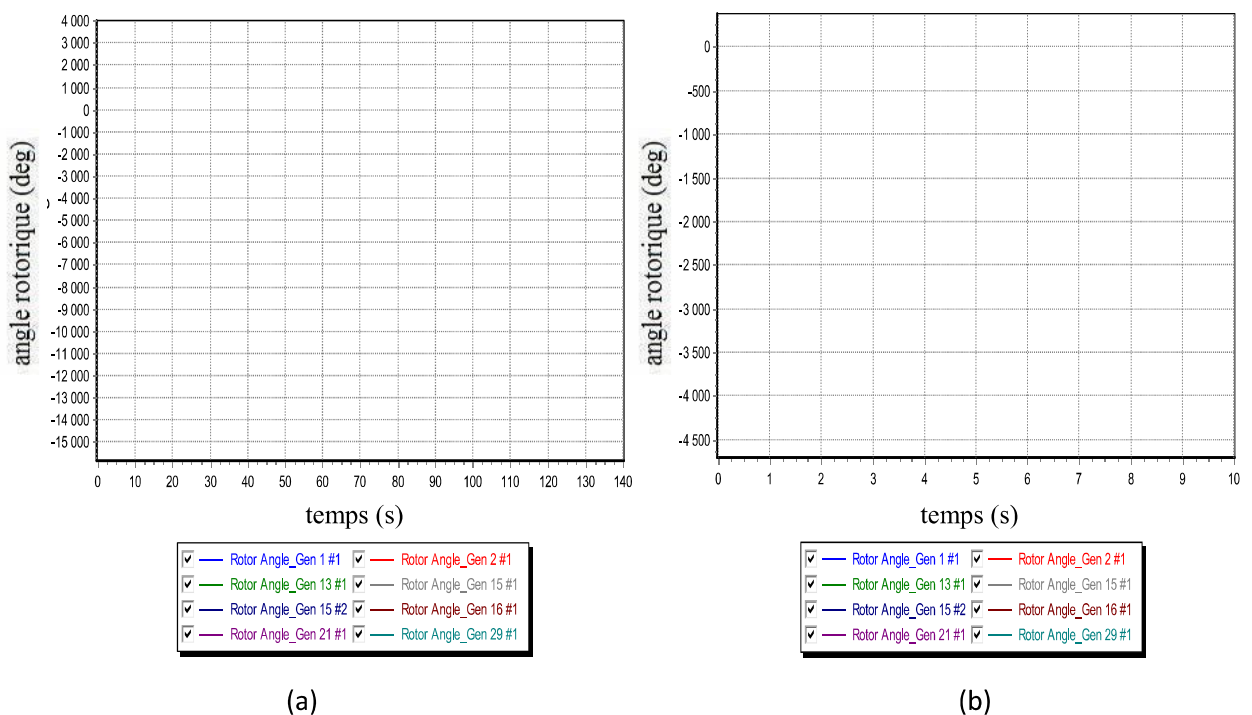 4 000
3 000
2 000
1 000
0
-1 000
-2 000
-3 000
-4 000
-5 000
-6 000
-7 000
-8 000
-9 000
-10 000
-11 000
-12 000
-13 000
-14 000
-15 000
angle rotorique (deg)
0 10 20 30 40 50 60 70 80 90 100 110 120 130 140
temps (s)
Rotor Angle_Gen 1 #1 Rotor Angle_Gen 2 #1
Rotor Angle_Gen 13 #1 Rotor Angle_Gen 15 #1
Rotor Angle_Gen 15 #2 Rotor Angle_Gen 16 #1
Rotor Angle_Gen 21 #1 Rotor Angle_Gen 29 #1
(a)
0
-500
-1 000
-1 500
-2 000
-2 500
-3 000
-3 500
-4 000
-4 500
angle rotorique (deg)
0 1 2 3 4 5 6 7 8 9 10
temps (s)
Rotor Angle_Gen 1 #1 Rotor Angle_Gen 2 #1
Rotor Angle_Gen 13 #1 Rotor Angle_Gen 15 #1
Rotor Angle_Gen 15 #2 Rotor Angle_Gen 16 #1
Rotor Angle_Gen 21 #1 Rotor Angle_Gen 29 #1
(b)